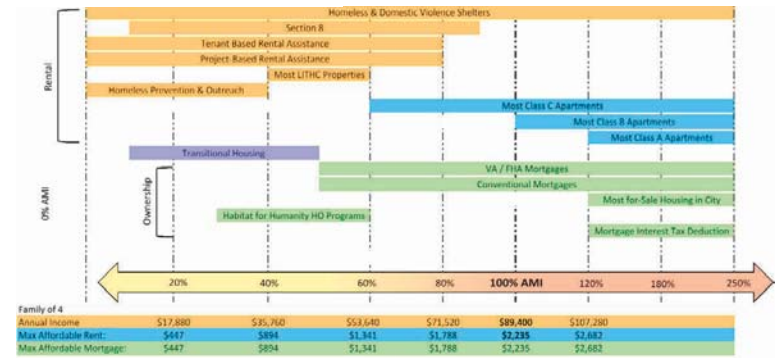 Homeless & Domestic Violence Shelters
Section 8
Tenant Based Rental Assistance
Project-Based Rental Assistance
Most LITHC Properties
Homeless Prevention & Outreach
Most Class C Apartments
Most Class B Apartments
Most Class A Apartments
Rental
Transitional Housing
VA / FHA Mortgages
Conventional Mortgages
Most for-Sale Housing in City
Habitat for Humanity HO Programs
Mortgage Interest Tax Deduction
Ownership
0% AMI
20% 40% 60% 80% 100% AMI 120% 180% 250%
Family of 4
Annual Income $17,880 $35,760 $53,640 $71,520 $89,400 $107,280
Max Affordable Rent: $447 $894 $1,341 $1,788 $2,235 $2,682
Max Affordable Mortgage: $447 $894 $1,341 $1,788 $2,235 $2,682